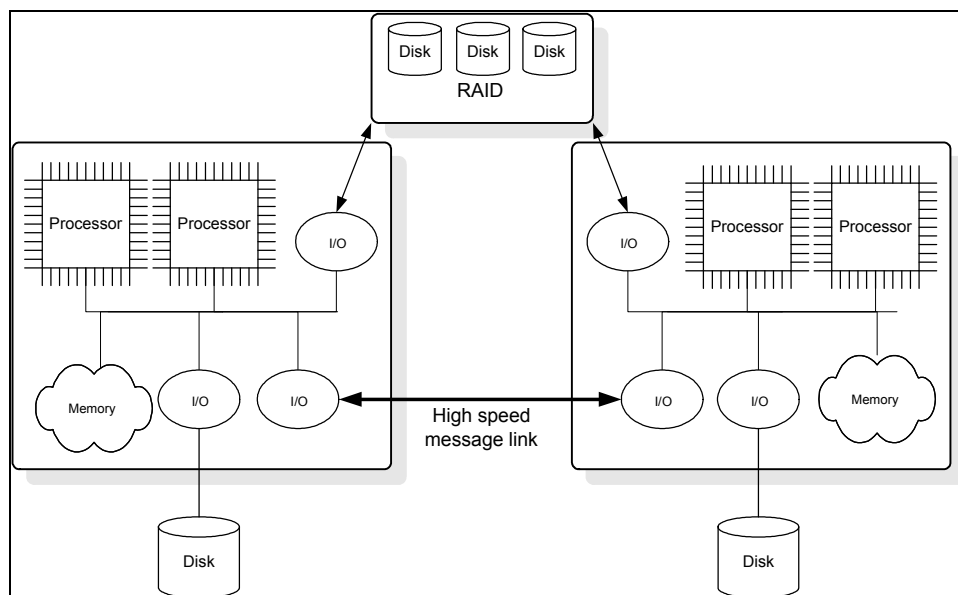 Disk Disk Disk
RAID
Processor Processor I/O
I/O Processor Processor
Memory I/O I/O
High speed
message link
I/O I/O Memory
Disk
Disk